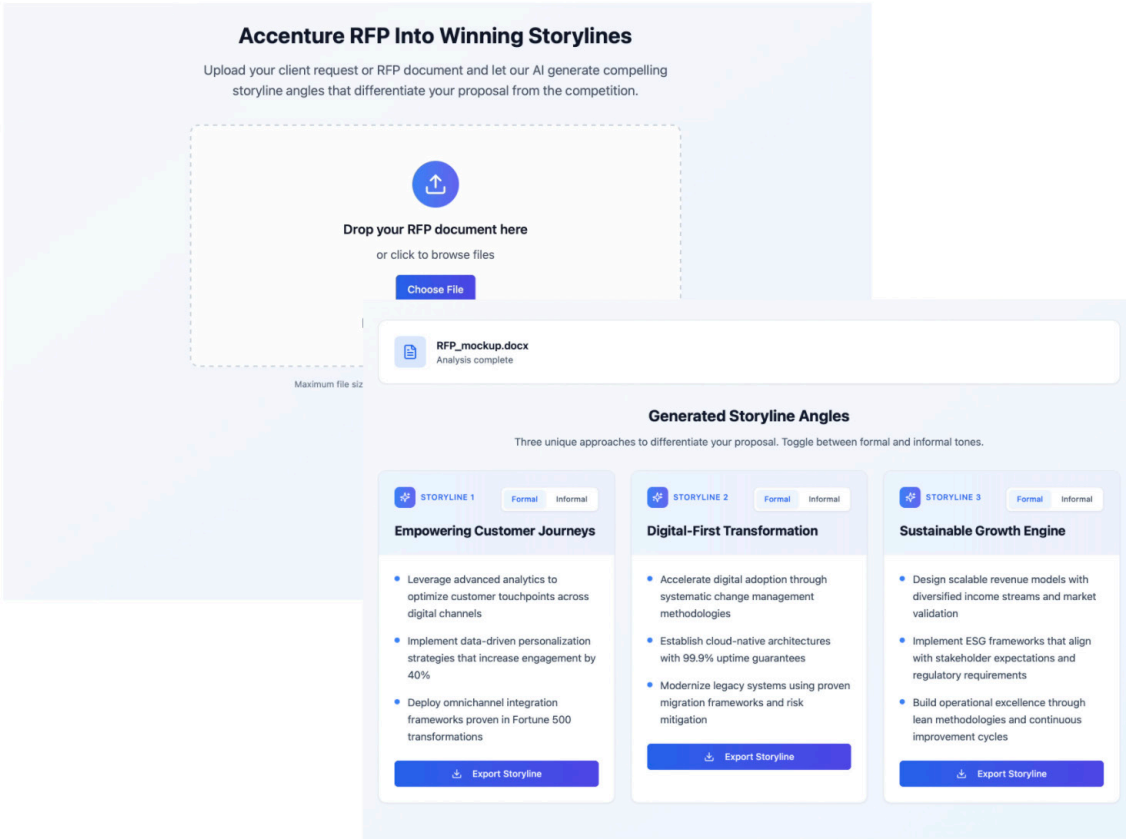 Accenture RFP Into Winning Storylines
Upload your client request or RFP document and let our AI generate compelling
storyline angles that differentiate your proposal from the competition.
Drop your RFP document here
or click to browse files
Choose File
Maximum file siz
RFP_mockup.docx
Analysis complete
Generated Storyline Angles
Three unique approaches to differentiate your proposal. Toggle between formal and informal tones.
STORYLINE 1
Formal
Informal
Empowering Customer Journeys
Leverage advanced analytics to
optimize customer touchpoints across
digital channels
Implement data-driven personalization
strategies that increase engagement by
40%
Deploy omnichannel integration
frameworks proven in Fortune 500
transformations
Export Storyline
STORYLINE 2
Formal
Informal
Digital-First Transformation
Accelerate digital adoption through
systematic change management
methodologies
Establish cloud-native architectures
with 99.9% uptime guarantees
Modernize legacy systems using proven
migration frameworks and risk
mitigation
Export Storyline
STORYLINE 3
Formal
Informal
Sustainable Growth Engine
Design scalable revenue models with
diversified income streams and market
validation
Implement ESG frameworks that align
with stakeholder expectations and
regulatory requirements
Build operational excellence through
lean methodologies and continuous
improvement cycles
Export Storyline